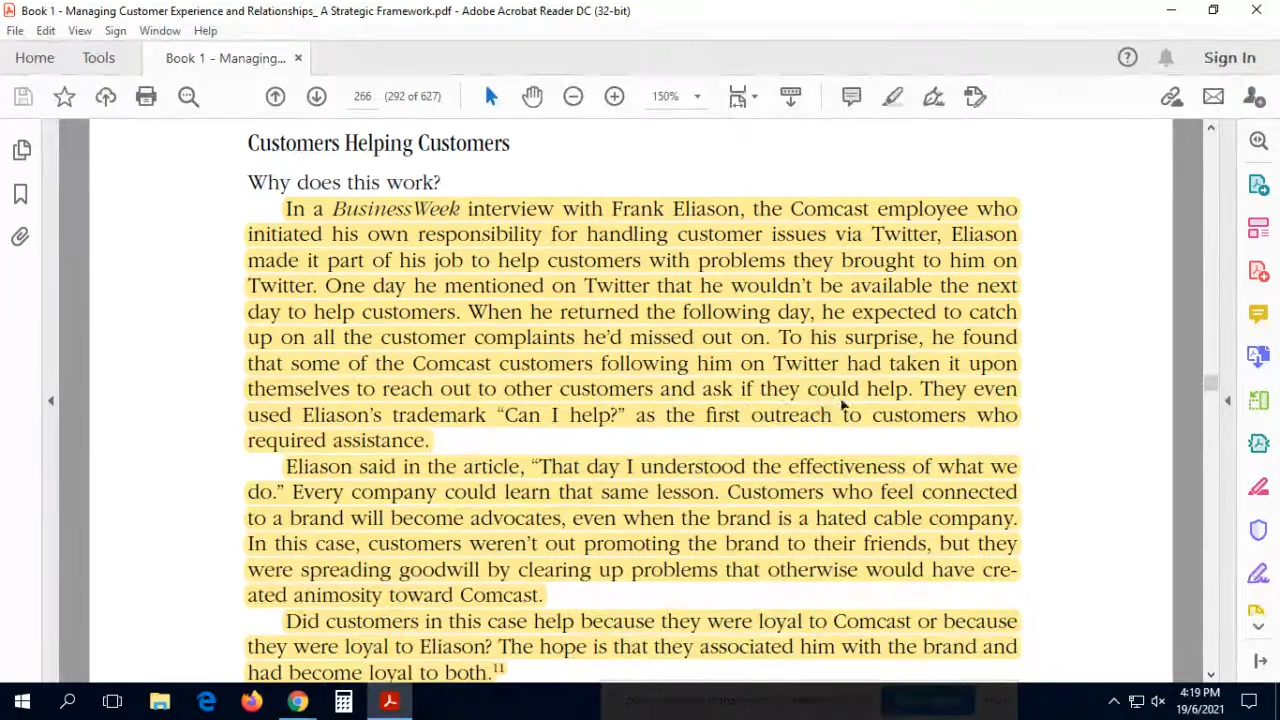 Book 1 - Managing Customer Experience and Relationships_ A Strategic Framework.pdf - Adobe Acrobat Reader DC (32-bit)
File Edit View Sign Window Help
Home Tools Book 1 - Managing... × Sign In
266 (292 of 627) 150%
Customers Helping Customers
Why does this work?
In a BusinessWeek interview with Frank Eliason, the Comcast employee who
initiated his own responsibility for handling customer issues via Twitter, Eliason
made it part of his job to help customers with problems they brought to him on
Twitter. One day he mentioned on Twitter that he wouldn't be available the next
day to help customers. When he returned the following day, he expected to catch
up on all the customer complaints he'd missed out on. To his surprise, he found
that some of the Comcast customers following him on Twitter had taken it upon
themselves to reach out to other customers and ask if they could help. They even
used Eliason's trademark “Can I help?” as the first outreach to customers who
required assistance.
Eliason said in the article, “That day I understood the effectiveness of what we
do.” Every company could learn that same lesson. Customers who feel connected
to a brand will become advocates, even when the brand is a hated cable company.
In this case, customers weren't out promoting the brand to their friends, but they
were spreading goodwill by clearing up problems that otherwise would have cre-
ated animosity toward Comcast.
Did customers in this case help because they were loyal to Comcast or because
they were loyal to Eliason? The hope is that they associated him with the brand and
had become loyal to both.11
4:19 PM
19/6/2021